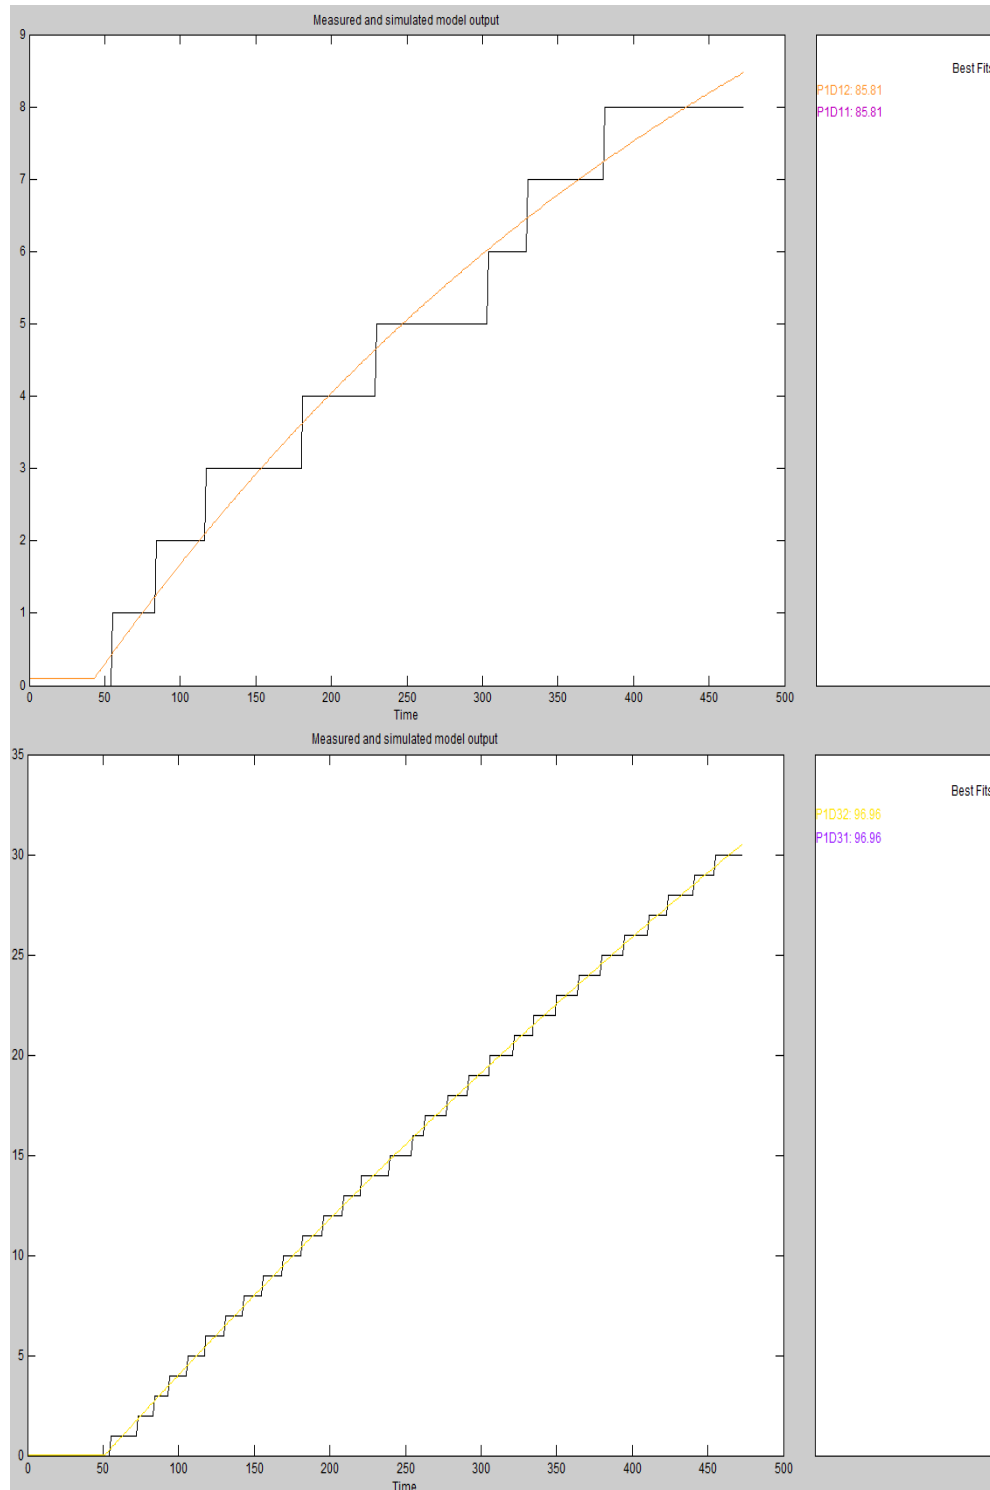 Measured and simulated model output
9
8
7
6
5
4
3
2
1
0
0 50 100 150 200 250 300 350 400 450 500
Time
Best Fits
P1D12: 85.81
P1D11: 85.81
Measured and simulated model output
35
30
25
20
15
10
5
0
0 50 100 150 200 250 300 350 400 450 500
Time
Best Fits
P1D32: 96.96
P1D31: 96.96